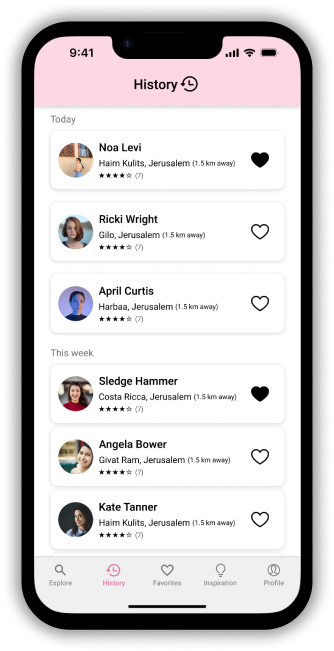 9:41
History
Today
Noa Levi
Haim Kulits, Jerusalem (1.5 km away)
★★★★☆ (7)
Ricki Wright
Gilo, Jerusalem (1.5 km away)
★★★★☆ (7)
April Curtis
Harbaa, Jerusalem (1.5 km away)
★★★★☆ (7)
This week
Sledge Hammer
Costa Ricca, Jerusalem (1.5 km away)
★★★★☆ (7)
Angela Bower
Givat Ram, Jerusalem (1.5 km away)
★★★★☆ (7)
Kate Tanner
Haim Kulits, Jerusalem (1.5 km away)
★★★★☆ (7)
Explore History Favorites Inspiration Profile